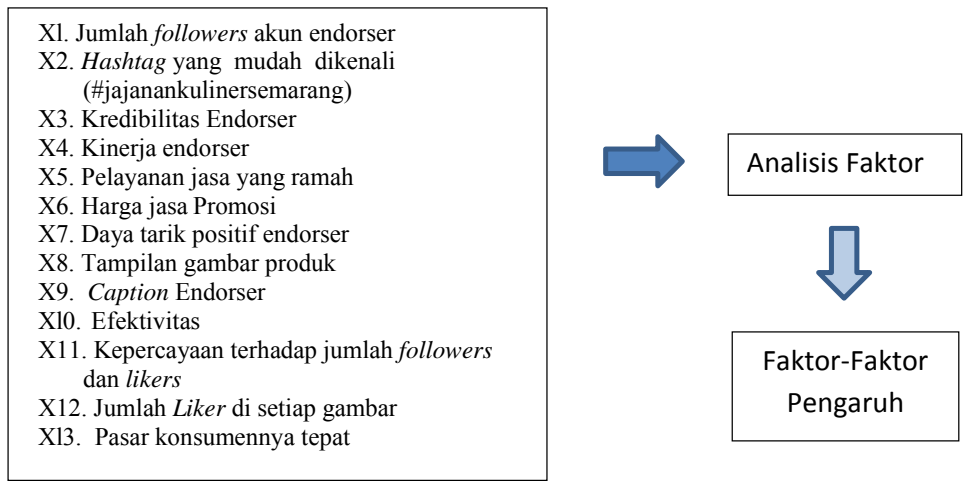 Xl. Jumlah followers akun endorser
X2. Hashtag yang mudah dikenali
(#jajanankulinersemarang)
X3. Kredibilitas Endorser
X4. Kinerja endorser
X5. Pelayanan jasa yang ramah
X6. Harga jasa Promosi
X7. Daya tarik positif endorser
X8. Tampilan gambar produk
X9. Caption Endorser
Xl0. Efektivitas
X11. Kepercayaan terhadap jumlah followers
dan likers
X12. Jumlah Liker di setiap gambar
Xl3. Pasar konsumennya tepat
Analisis Faktor
Faktor-Faktor
Pengaruh